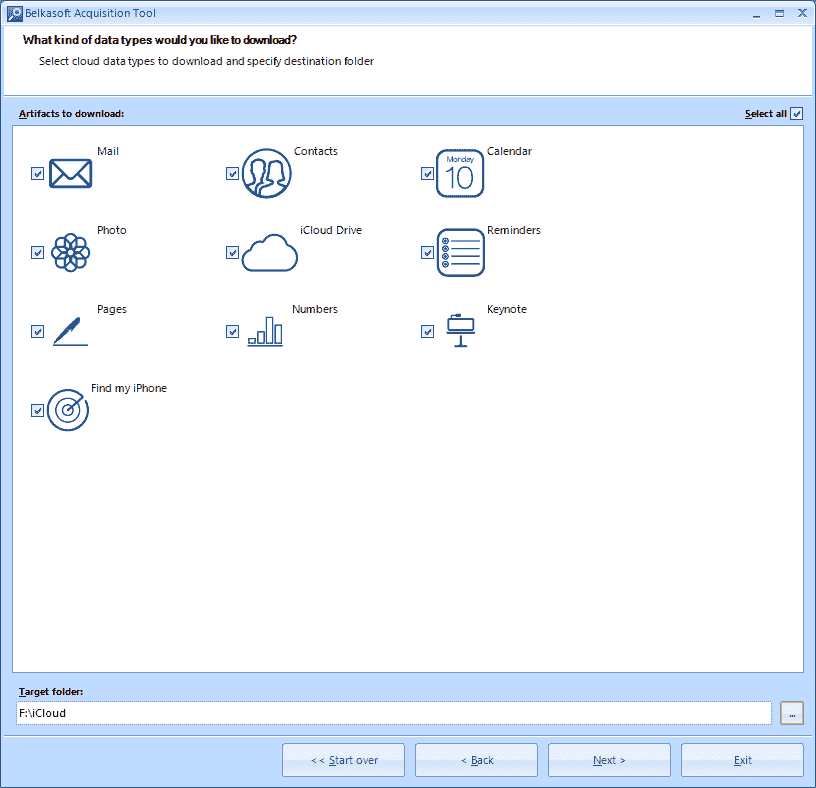 Belkasoft Acquisition Tool
What kind of data types would you like to download?
Select cloud data types to download and specify destination folder
Artifacts to download:
Select all
Mail
Contacts
Calendar
Monday
10
Photo
iCloud Drive
Reminders
Pages
Numbers
Keynote
Find my iPhone
Target folder:
F:\iCloud
...
<< Start over
< Back
Next >
Exit